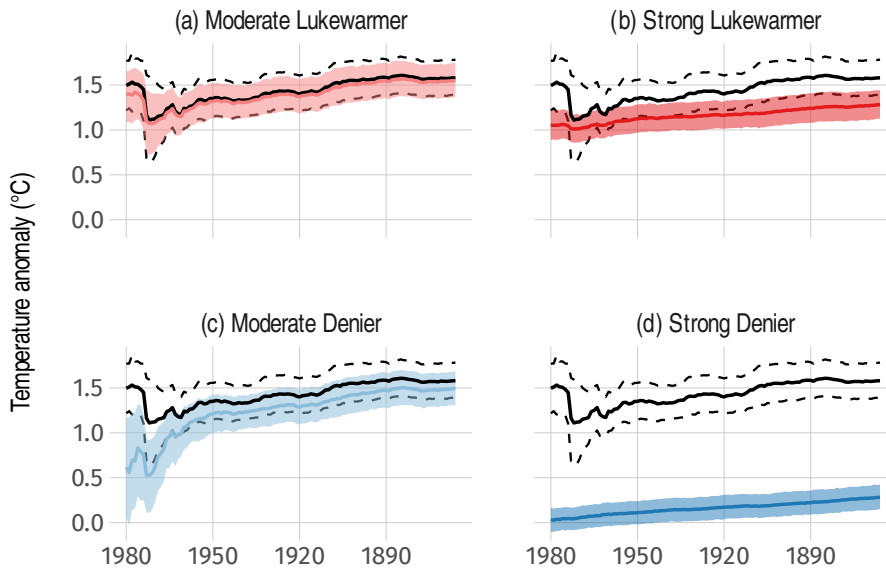 (a) Moderate Lukewarmer
(b) Strong Lukewarmer
1.5
1.0
0.5
0.0
Temperature anomaly (°C)
(c) Moderate Denier
(d) Strong Denier
1.5
1.0
0.5
0.0
1980 1950 1920 1890
1980 1950 1920 1890